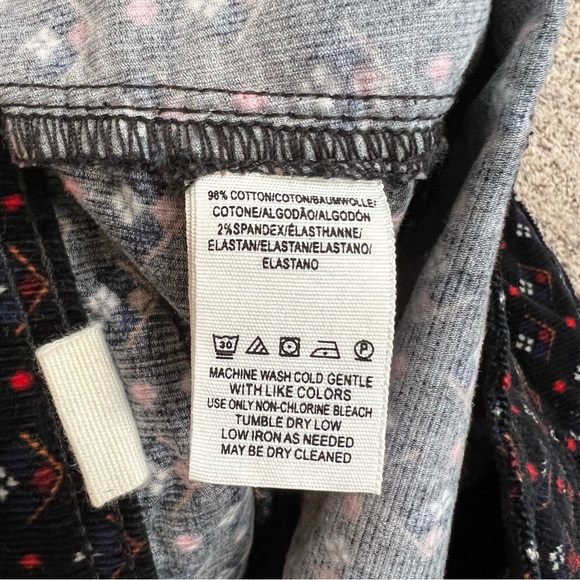 98% COTTON/COTON/BAUMWOLLE/
COTONE/ALGODÃO/ALGODÓN
2%SPANDEX/ÉLASTHANNE/
ELASTAN/ELASTAN/ELASTANO/
ELASTANO
30 P
MACHINE WASH COLD GENTLE
WITH LIKE COLORS
USE ONLY NON-CHLORINE BLEACH
TUMBLE DRY LOW
LOW IRON AS NEEDED
MAY BE DRY CLEANED